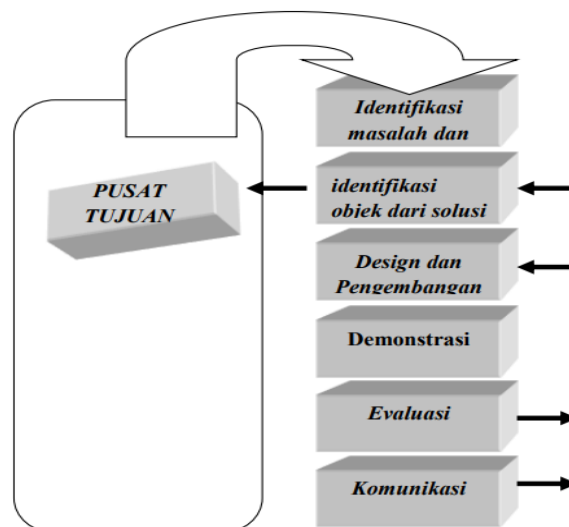 Identifikasi
masalah dan
PUSAT
TUJUAN
identifikasi
objek dari solusi
Design dan
Pengembangan
Demonstrasi
Evaluasi
Komunikasi